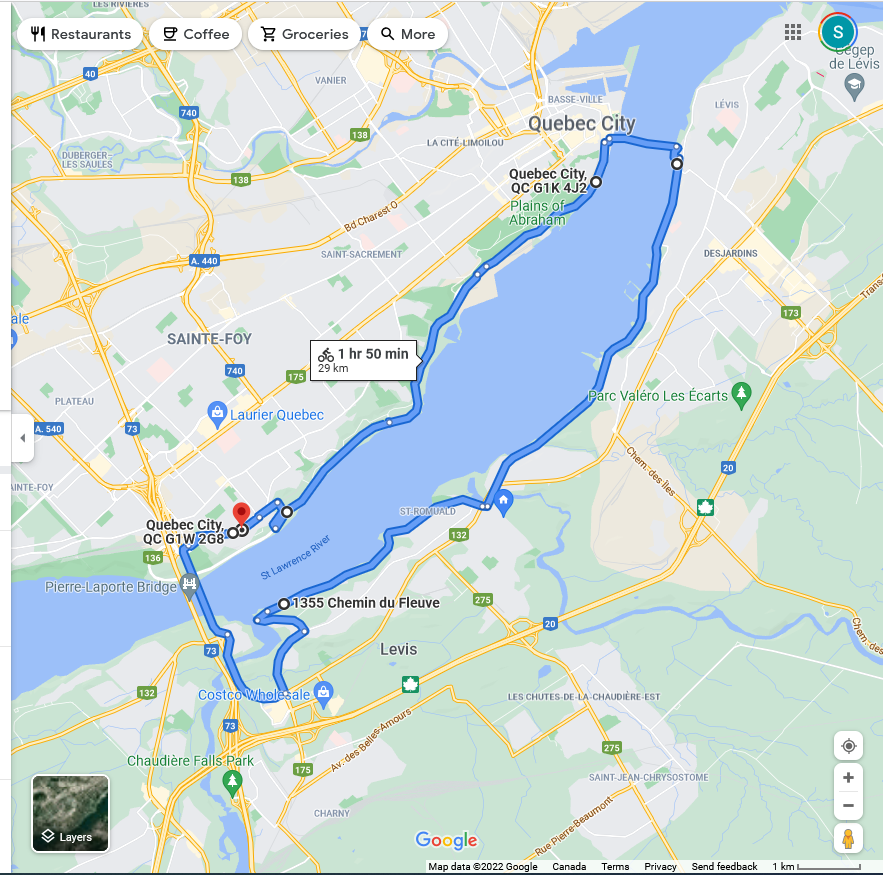 LES RIVIÈRES
Restaurants
Coffee
Groceries
More
S
Cégep
de Lévis
40
VANIER
BASSE-VILLE
LÉVIS
740
Quebec City
138
LA CITÉ-LIMOILOU
DUBERGER-
LES SAULES
138
Quebec City,
QC G1K 4J2
Plains of
Abraham
Bd Charest O
A. 440
SAINT-SACREMENT
DESJARDINS
Trans-
173
SAINTE-FOY
1 hr 50 min
29 km
740
175
PLATEAU
Parc Valéro Les Écarts
Laurier Quebec
A. 540
73
Chem. des Îles
20
AINTE-FOY
ST-ROMUALD
Quebec City,
QC G1W 2G8
132
136
St Lawrence River
Pierre-Laporte Bridge
1355 Chemin du Fleuve
275
20
Chem. des
73
Levis
132
Costco Wholesale
LES CHUTES-DE-LA-CHAUDIÈRE-EST
73
Av. des Belles-Amours
275
Chaudière Falls Park
175
SAINT-JEAN-CHRYSOSTOME
CHARNY
Rue Pierre-Beaumont
Layers
Google
Map data ©2022 Google
Canada
Terms
Privacy
Send feedback
1 km